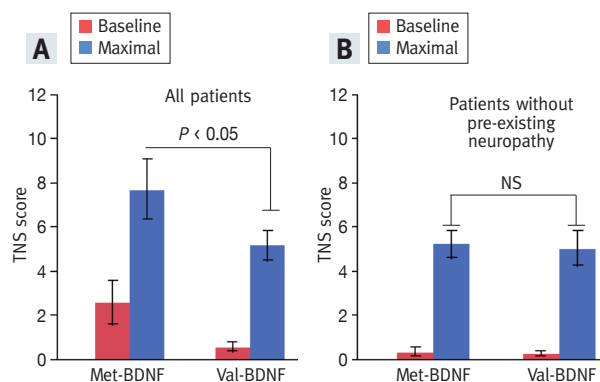 A
Baseline
Maximal
All patients
P < 0.05
TNS score
12
10
8
6
4
2
0
Met-BDNF Val-BDNF
B
Baseline
Maximal
Patients without
pre-existing
neuropathy
NS
TNS score
12
10
8
6
4
2
0
Met-BDNF Val-BDNF